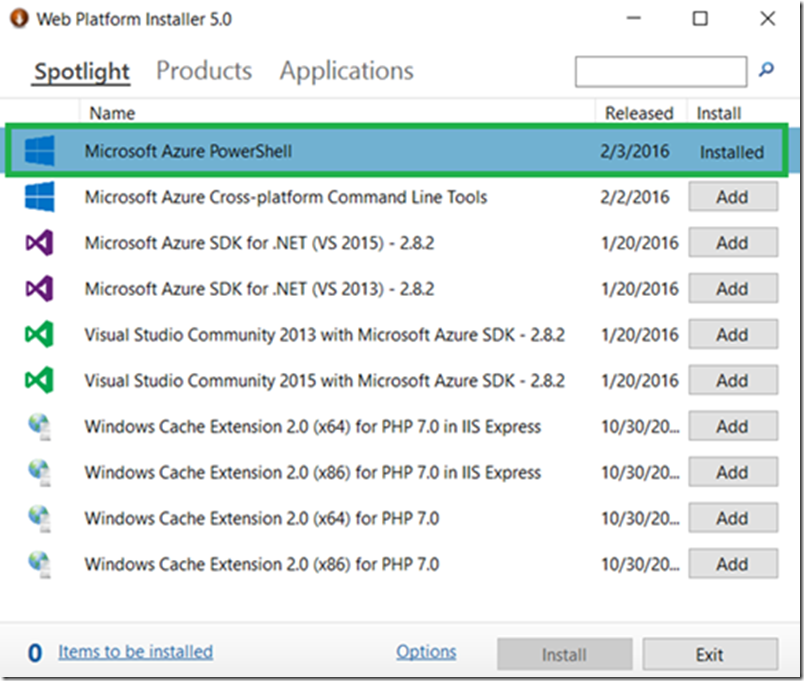 Web Platform Installer 5.0
Spotlight Products Applications
Name Released Install
Microsoft Azure PowerShell 2/3/2016 Installed
Microsoft Azure Cross-platform Command Line Tools 2/2/2016 Add
Microsoft Azure SDK for .NET (VS 2015) - 2.8.2 1/20/2016 Add
Microsoft Azure SDK for .NET (VS 2013) - 2.8.2 1/20/2016 Add
Visual Studio Community 2013 with Microsoft Azure SDK - 2.8.2 1/20/2016 Add
Visual Studio Community 2015 with Microsoft Azure SDK - 2.8.2 1/20/2016 Add
Windows Cache Extension 2.0 (x64) for PHP 7.0 in IIS Express 10/30/20... Add
Windows Cache Extension 2.0 (x86) for PHP 7.0 in IIS Express 10/30/20... Add
Windows Cache Extension 2.0 (x64) for PHP 7.0 10/30/20... Add
Windows Cache Extension 2.0 (x86) for PHP 7.0 10/30/20... Add
0 Items to be installed Options Install Exit